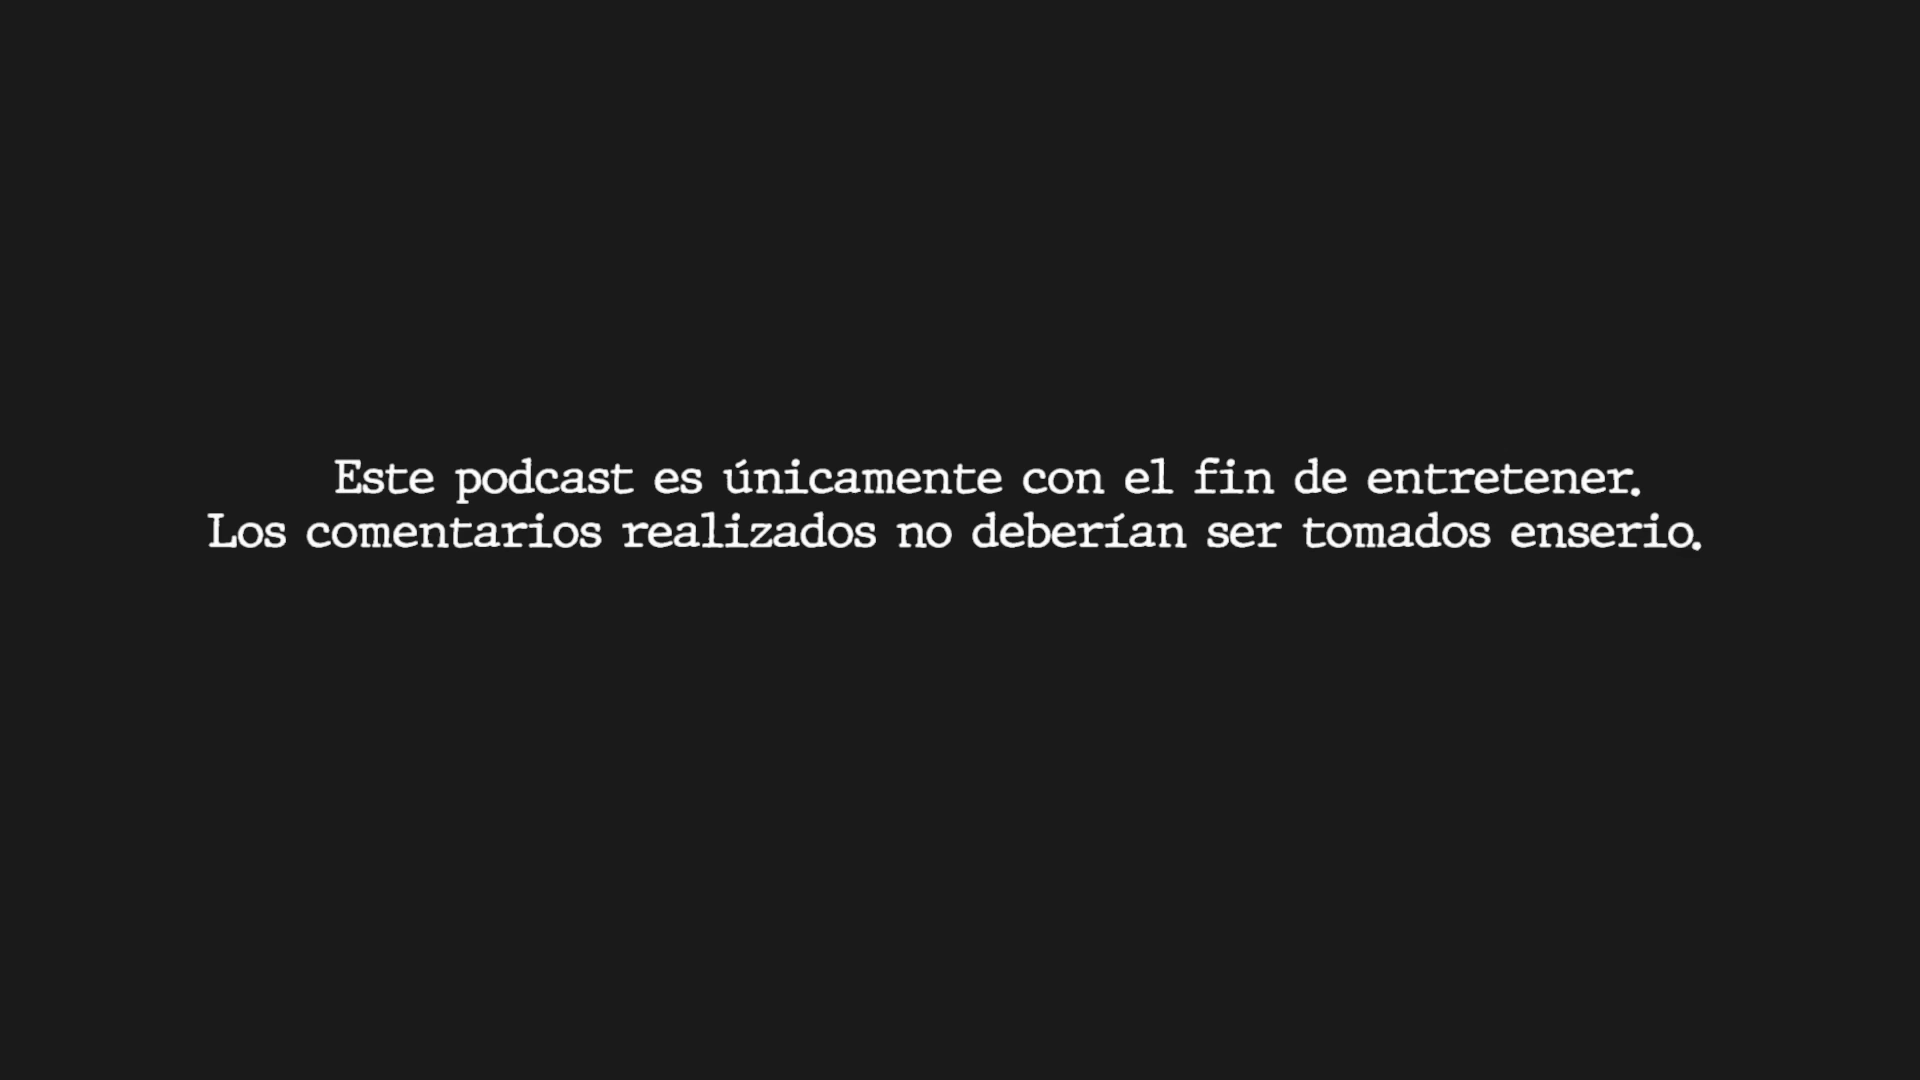 Este podcast es únicamente con el fin de entretener.
Los comentarios realizados no deberían ser tomados enserio.